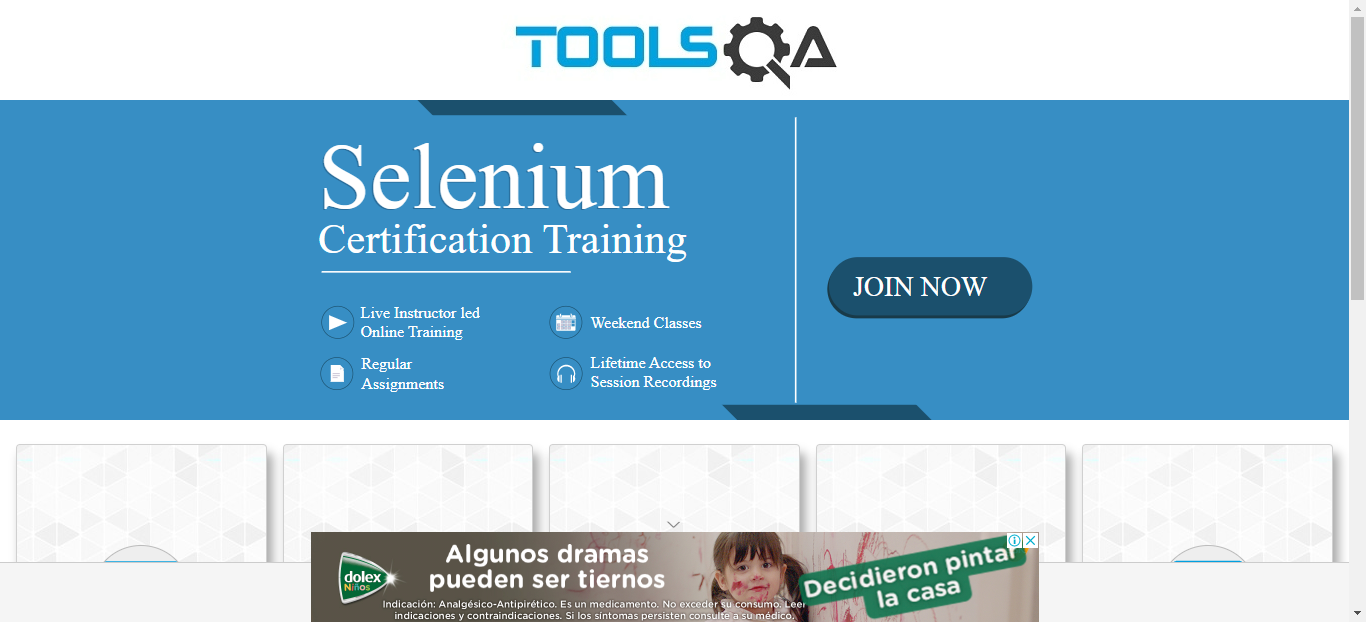 TOOLSQA
Selenium
Certification Training
Live Instructor led
Online Training
Weekend Classes
Regular
Assignments
Lifetime Access to
Session Recordings
JOIN NOW
dolex
Niños
Algunos dramas
pueden ser tiernos
Decidieron pintar
la casa
Indicación: Analgésico-Antipirético. Es un medicamento. No exceder su consumo. Leer
indicaciones y contraindicaciones. Si los síntomas persisten consulte a su médico.